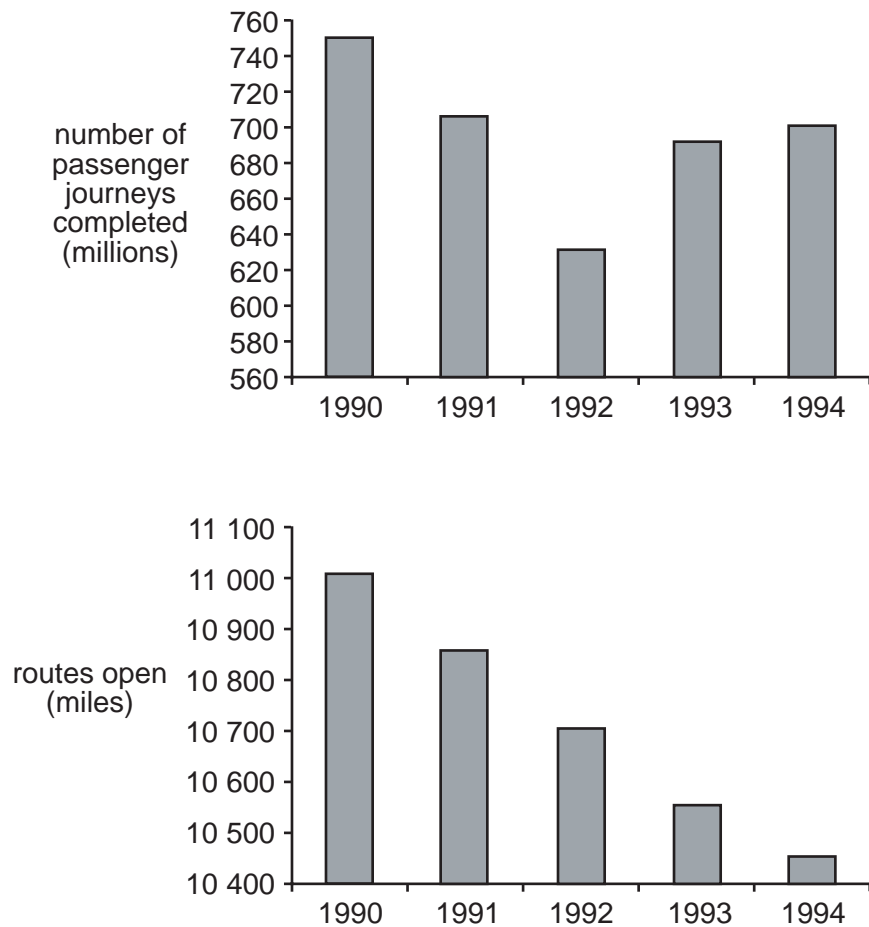 760
740
720
700
680
660
640
620
600
580
560
number of
passenger
journeys
completed
(millions)
1990 1991 1992 1993 1994
11 100
11 000
10 900
10 800
10 700
10 600
10 500
10 400
routes open
(miles)
1990 1991 1992 1993 1994